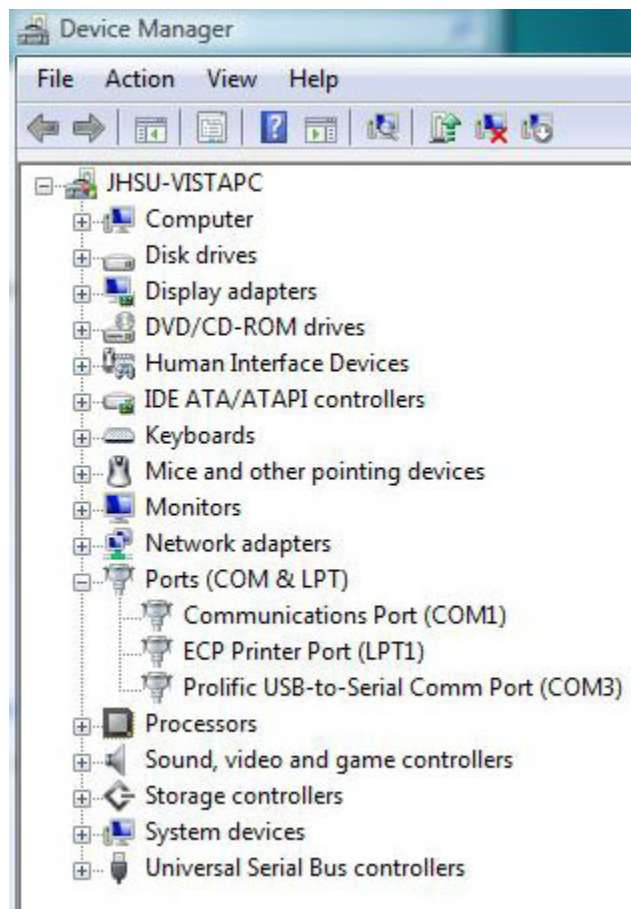 Device Manager
File Action View Help
JHSU-VISTAPC
Computer
Disk drives
Display adapters
DVD/CD-ROM drives
Human Interface Devices
IDE ATA/ATAPI controllers
Keyboards
Mice and other pointing devices
Monitors
Network adapters
Ports (COM & LPT)
Communications Port (COM1)
ECP Printer Port (LPT1)
Prolific USB-to-Serial Comm Port (COM3)
Processors
Sound, video and game controllers
Storage controllers
System devices
Universal Serial Bus controllers